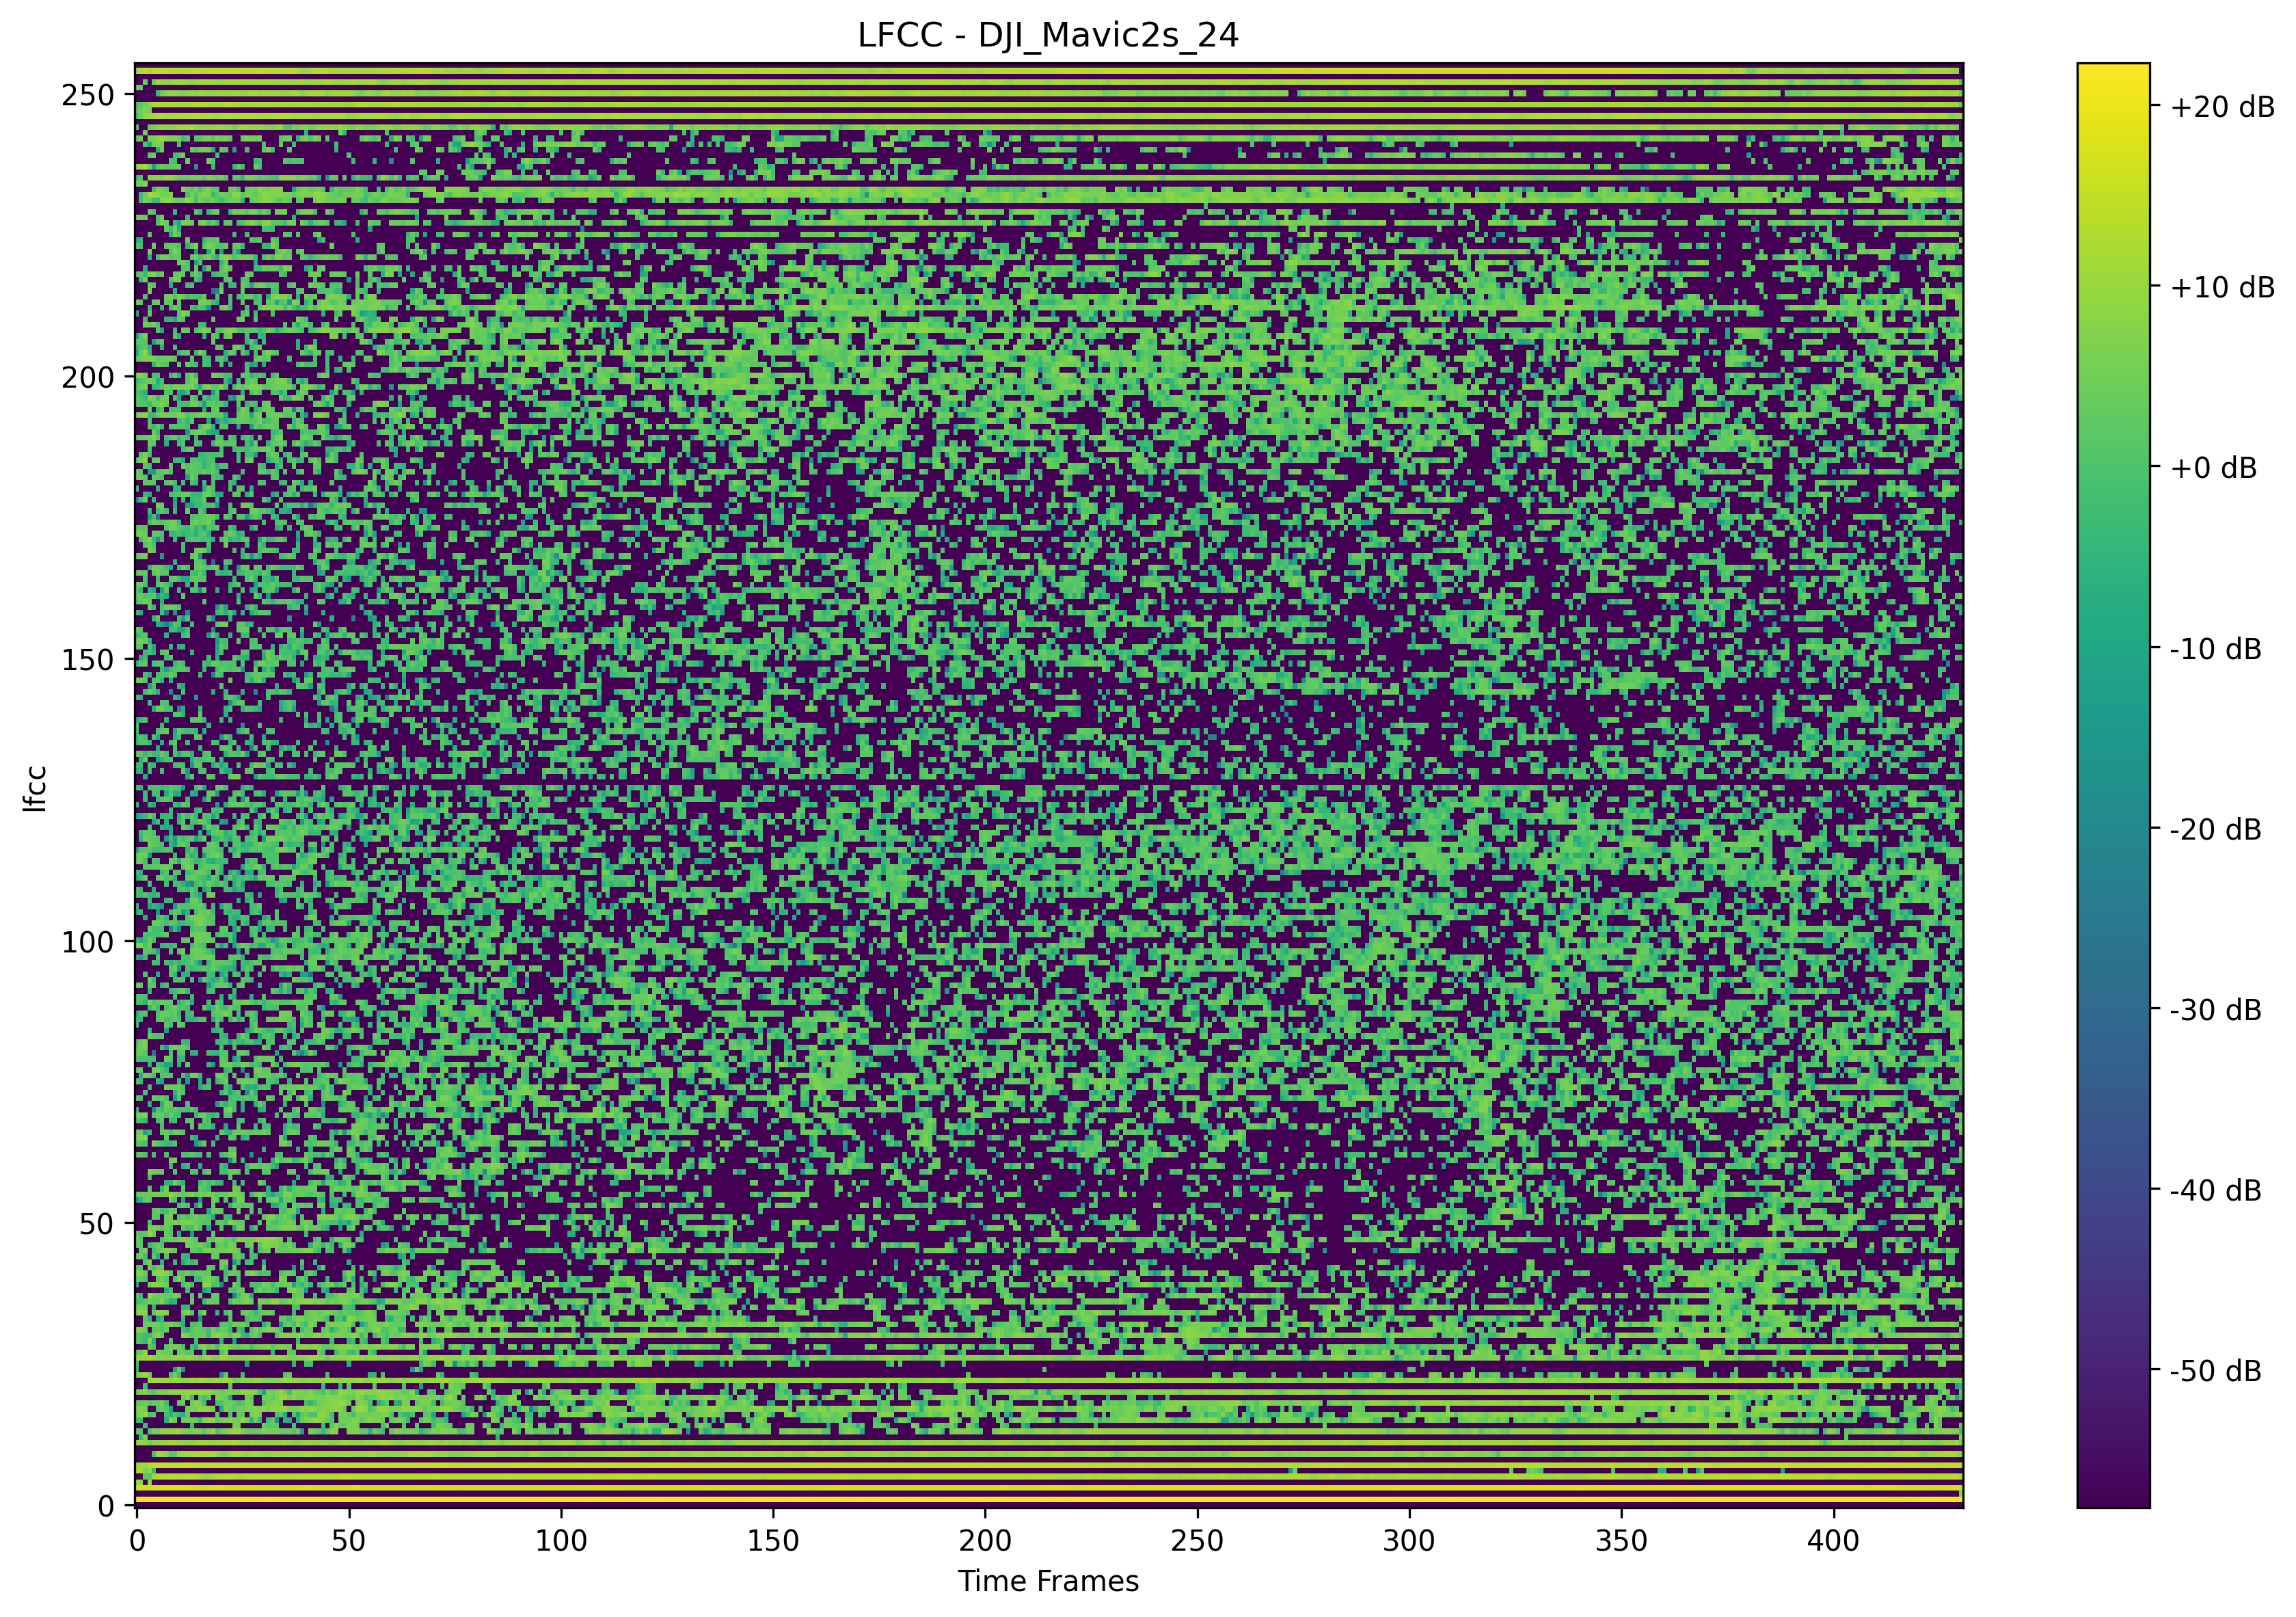 LFCC - DJI_Mavic2s_24
250
200
150
100
50
0
lfcc
0 50 100 150 200 250 300 350 400
Time Frames
+20 dB
+10 dB
+0 dB
-10 dB
-20 dB
-30 dB
-40 dB
-50 dB